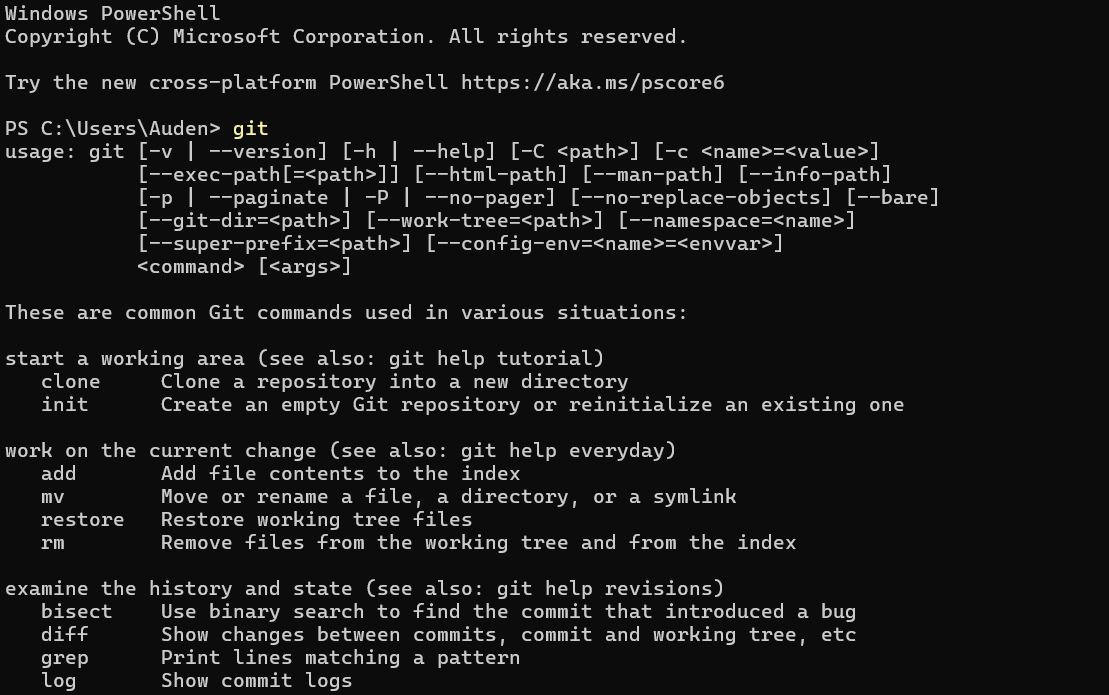 Windows PowerShell
Copyright (C) Microsoft Corporation. All rights reserved.
Try the new cross-platform PowerShell https://aka.ms/pscore6
PS C:\Users\Auden> git
usage: git [-v | --version] [-h | --help] [-C <path>] [-c <name>=<value>]
           [--exec-path[=<path>]] [--html-path] [--man-path] [--info-path]
           [-p | --paginate | -P | --no-pager] [--no-replace-objects] [--bare]
           [--git-dir=<path>] [--work-tree=<path>] [--namespace=<name>]
           [--super-prefix=<path>] [--config-env=<name>=<envvar>]
           <command> [<args>]
These are common Git commands used in various situations:
start a working area (see also: git help tutorial)
   clone     Clone a repository into a new directory
   init      Create an empty Git repository or reinitialize an existing one
work on the current change (see also: git help everyday)
   add       Add file contents to the index
   mv        Move or rename a file, a directory, or a symlink
   restore   Restore working tree files
   rm        Remove files from the working tree and from the index
examine the history and state (see also: git help revisions)
   bisect    Use binary search to find the commit that introduced a bug
   diff      Show changes between commits, commit and working tree, etc
   grep      Print lines matching a pattern
   log       Show commit logs